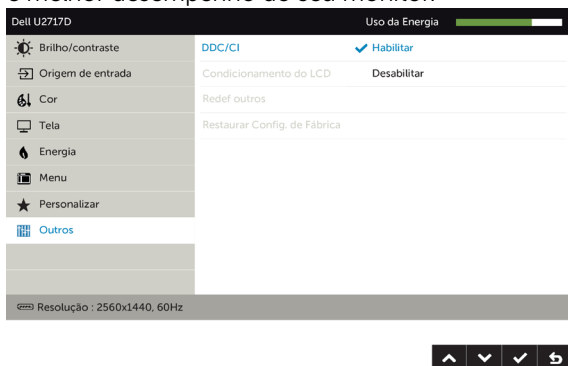 o melhor desempenho do seu monitor.
Dell U2717D Uso da Energia
Brilho/contraste DDC/CI Habilitar
Origem de entrada Condicionamento do LCD Desabilitar
Cor Redef outros
Tela Restaurar Config. de Fábrica
Energia
Menu
Personalizar
Outros
Resolução : 2560x1440, 60Hz